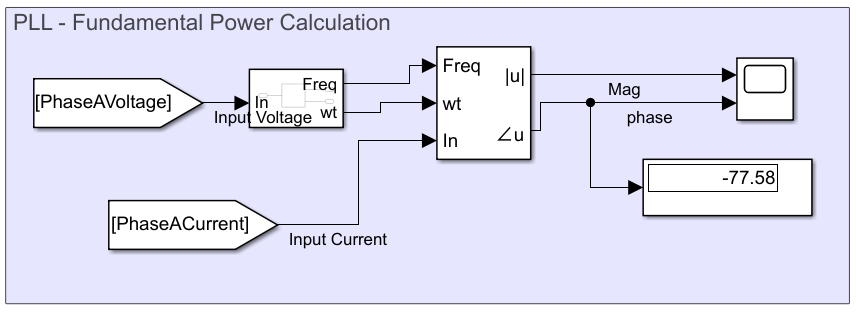 PLL - Fundamental Power Calculation
[PhaseAVoltage]
In
Freq
wt
Input Voltage
Freq
wt
In
|u|
∠u
Mag
phase
-77.58
[PhaseACurrent]
Input Current